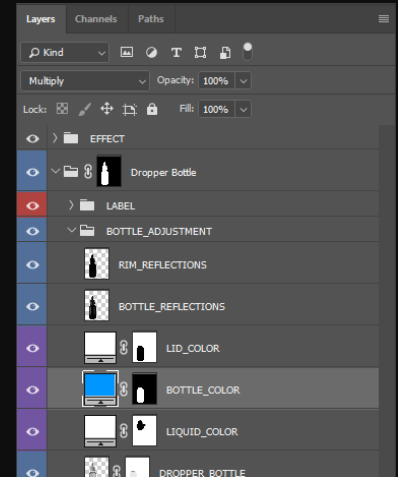 Layers Channels Paths
Kind T
Multiply Opacity: 100%
Lock: Fill: 100%
EFFECT
Dropper Bottle
LABEL
BOTTLE_ADJUSTMENT
RIM_REFLECTIONS
BOTTLE_REFLECTIONS
LID_COLOR
BOTTLE_COLOR
LIQUID_COLOR
DROPPER_BOTTLE